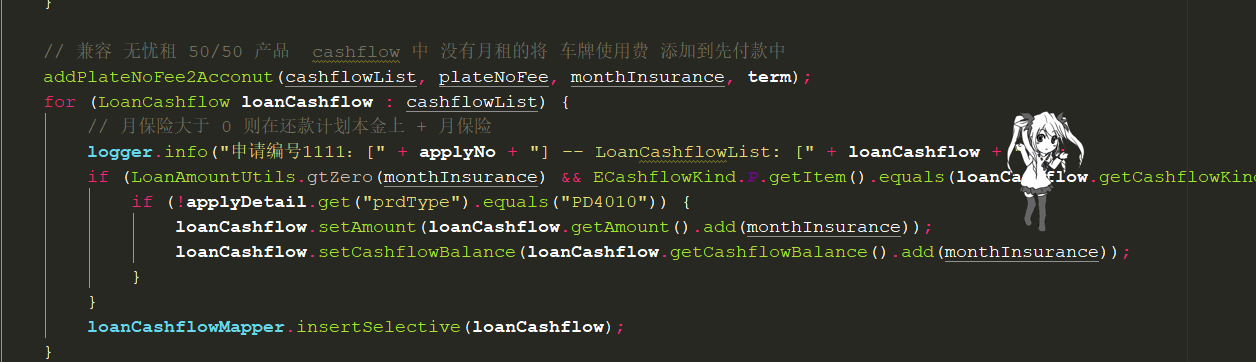 }
// 兼容 无忧租 50/50 产品 cashflow 中 没有月租的将 车牌使用费 添加到先付款中
addPlateNoFee2Acconut(cashflowList, plateNoFee, monthInsurance, term);
for (LoanCashflow loanCashflow : cashflowList) {
// 月保险大于 0 则在还款计划本金上 + 月保险
logger.info("申请编号1111: [" + applyNo + "] -- LoanCashflowList: [" + loanCashflow +
if (LoanAmountUtils.gtZero(monthInsurance) && ECashflowKind.P.getItem().equals(loanCashflow.getCashflowKind
if (!applyDetail.get("prdType").equals("PD4010")) {
loanCashflow.setAmount(loanCashflow.getAmount().add(monthInsurance));
loanCashflow.setCashflowBalance(loanCashflow.getCashflowBalance().add(monthInsurance));
}
}
loanCashflowMapper.insertSelective(loanCashflow);
}